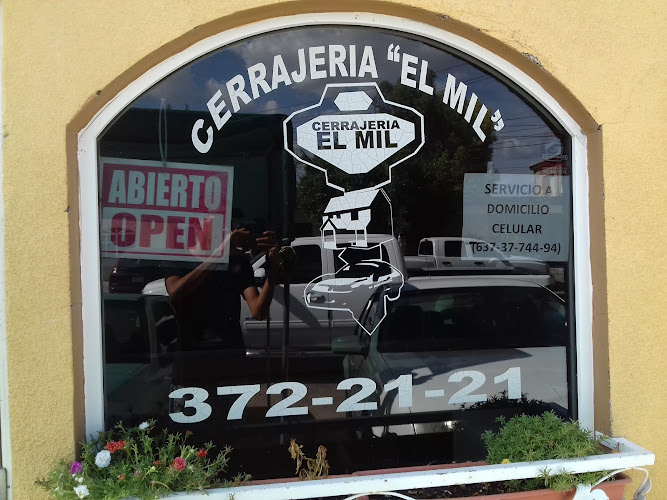 CERRAJERIA "EL MIL"
CERRAJERIA
EL MIL
ABIERTO
OPEN
SERVICIO A
DOMICILIO
CELULAR
(637-37-744-94)
372-21-21